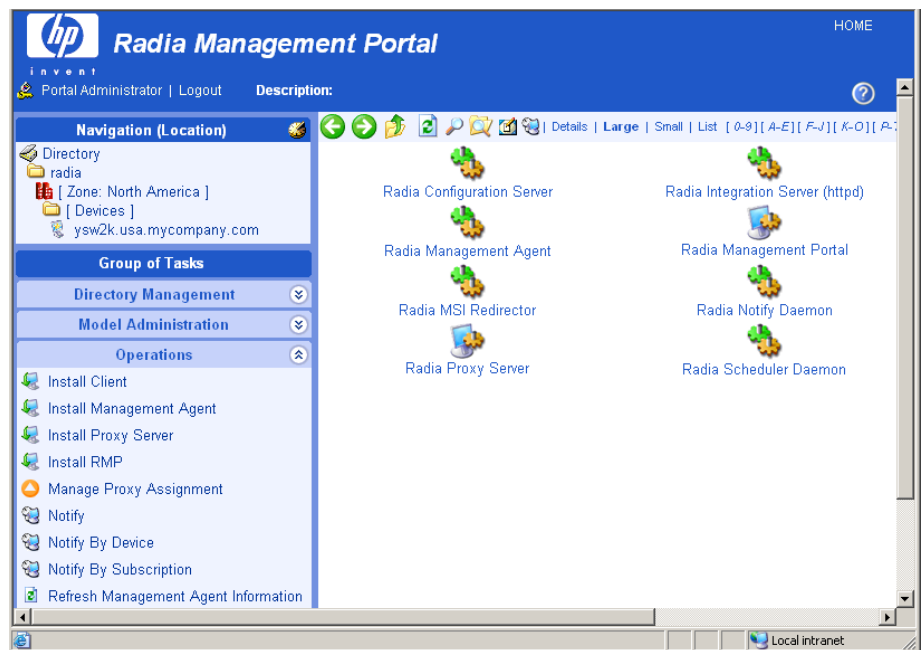 HOME
hp
Radia Management Portal
invent
Portal Administrator | Logout Description:
Navigation (Location)
Details | Large | Small | List [ 0-9 ] [ A-E ] [ F-J ] [ K-O ] [ P-
Directory
radia
[ Zone: North America ]
[ Devices ]
ysw2k.usa.mycompany.com
Group of Tasks
Directory Management
Model Administration
Operations
Install Client
Install Management Agent
Install Proxy Server
Install RMP
Manage Proxy Assignment
Notify
Notify By Device
Notify By Subscription
Refresh Management Agent Information
Radia Configuration Server
Radia Integration Server (httpd)
Radia Management Agent
Radia Management Portal
Radia MSI Redirector
Radia Notify Daemon
Radia Proxy Server
Radia Scheduler Daemon
Local intranet